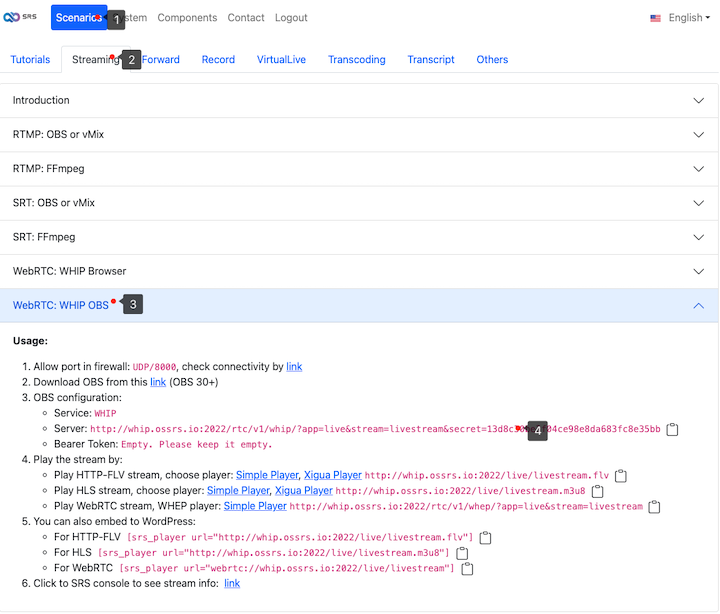 SRS Scenarios 1 System Components Contact Logout English
Tutorials Streaming 2 Forward Record VirtualLive Transcoding Transcript Others
Introduction
RTMP: OBS or vMix
RTMP: FFmpeg
SRT: OBS or vMix
SRT: FFmpeg
WebRTC: WHIP Browser
WebRTC: WHIP OBS 3
Usage:
1. Allow port in firewall: UDP/8000, check connectivity by link
2. Download OBS from this link (OBS 30+)
3. OBS configuration:
Service: WHIP
Server: http://whip.ossrs.io:2022/rtc/v1/whip/?app=live&stream=livestream&secret=13d8c 4 04ce98e8da683fc8e35bb
Bearer Token: Empty. Please keep it empty.
4. Play the stream by:
Play HTTP-FLV stream, choose player: Simple Player, Xigua Player http://whip.ossrs.io:2022/live/livestream.flv
Play HLS stream, choose player: Simple Player, Xigua Player http://whip.ossrs.io:2022/live/livestream.m3u8
Play WebRTC stream, WHEP player: Simple Player http://whip.ossrs.io:2022/rtc/v1/whep/?app=live&stream=livestream
5. You can also embed to WordPress:
For HTTP-FLV [srs_player url="http://whip.ossrs.io:2022/live/livestream.flv"]
For HLS [srs_player url="http://whip.ossrs.io:2022/live/livestream.m3u8"]
For WebRTC [srs_player url="webrtc://whip.ossrs.io:2022/live/livestream"]
6. Click to SRS console to see stream info: link